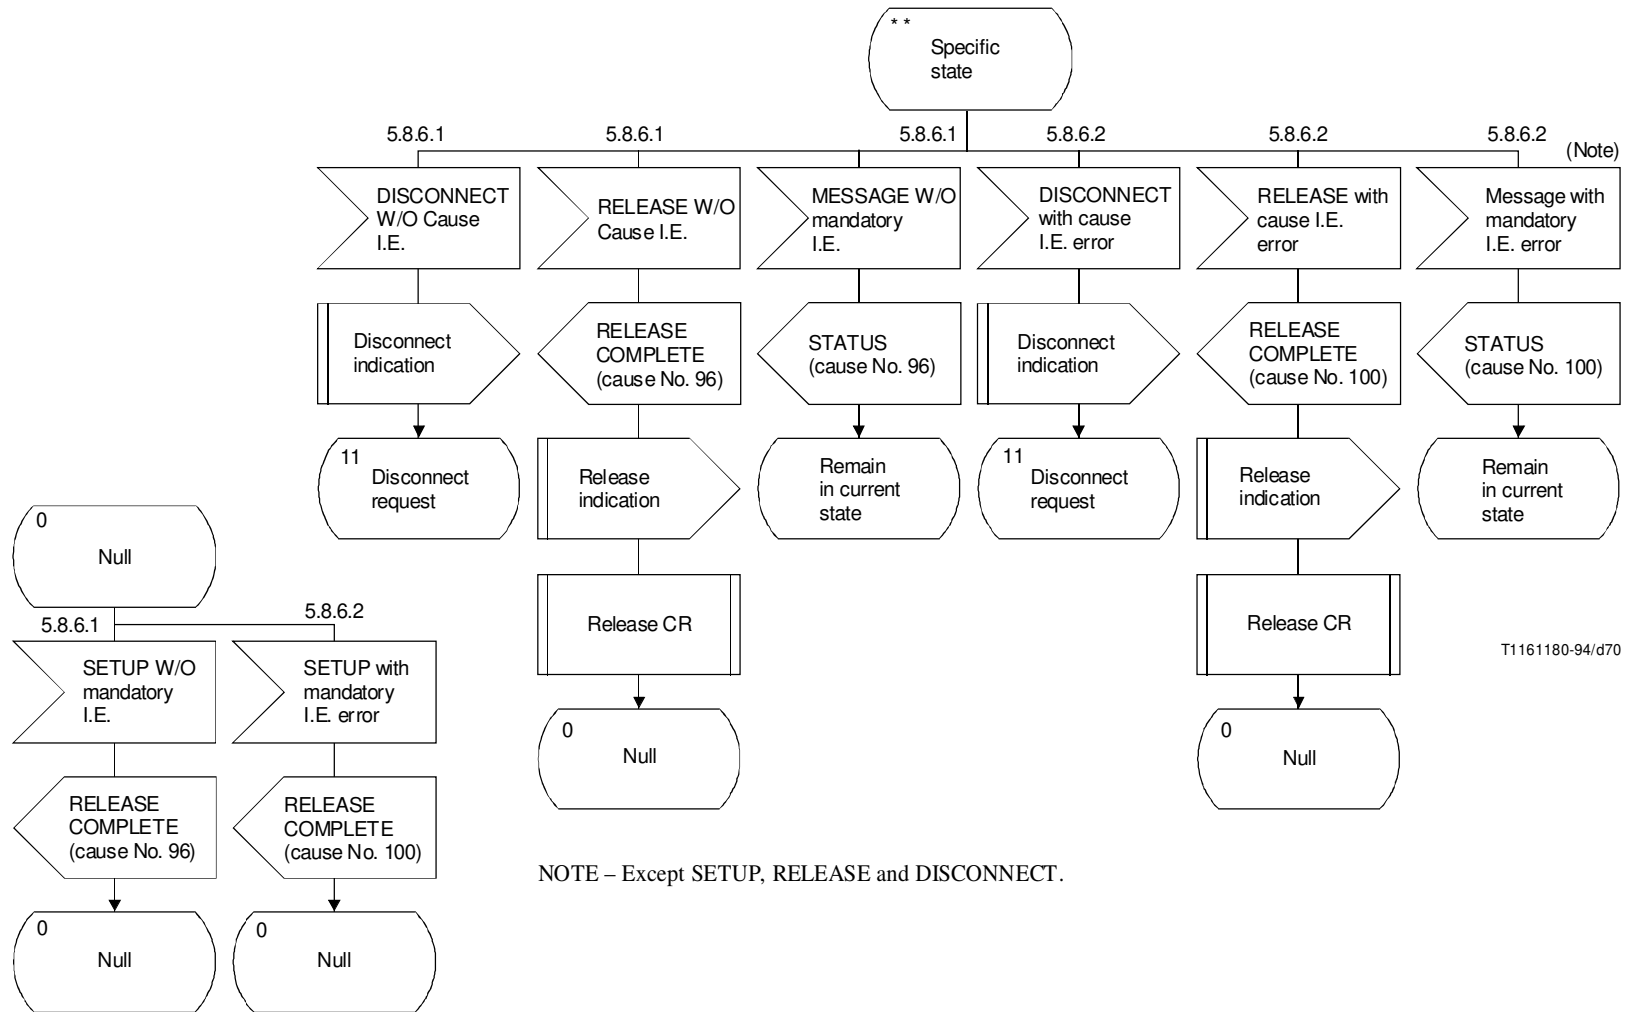 * *
Specific
state
5.8.6.1
5.8.6.1
5.8.6.1
5.8.6.2
5.8.6.2
5.8.6.2
(Note)
DISCONNECT
W/O Cause
I.E.
RELEASE W/O
Cause I.E.
MESSAGE W/O
mandatory
I.E.
DISCONNECT
with cause
I.E. error
RELEASE with
cause I.E.
error
Message with
mandatory
I.E. error
Disconnect
indication
RELEASE
COMPLETE
(cause No. 96)
STATUS
(cause No. 96)
Disconnect
indication
RELEASE
COMPLETE
(cause No. 100)
STATUS
(cause No. 100)
11
Disconnect
request
Release
indication
Remain
in current
state
11
Disconnect
request
Release
indication
Remain
in current
state
0
Null
5.8.6.1
5.8.6.2
Release CR
Release CR
T1161180-94/d70
SETUP W/O
mandatory
I.E.
SETUP with
mandatory
I.E. error
0
Null
0
Null
RELEASE
COMPLETE
(cause No. 96)
RELEASE
COMPLETE
(cause No. 100)
NOTE – Except SETUP, RELEASE and DISCONNECT.
0
Null
0
Null